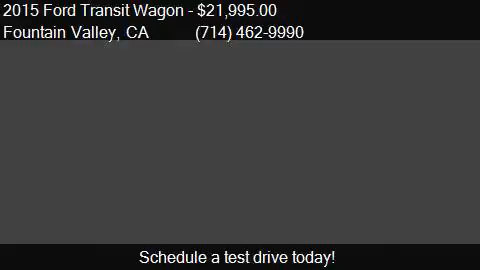 2015 Ford Transit Wagon - $21,995.00
Fountain Valley, CA (714) 462-9990
Schedule a test drive today!